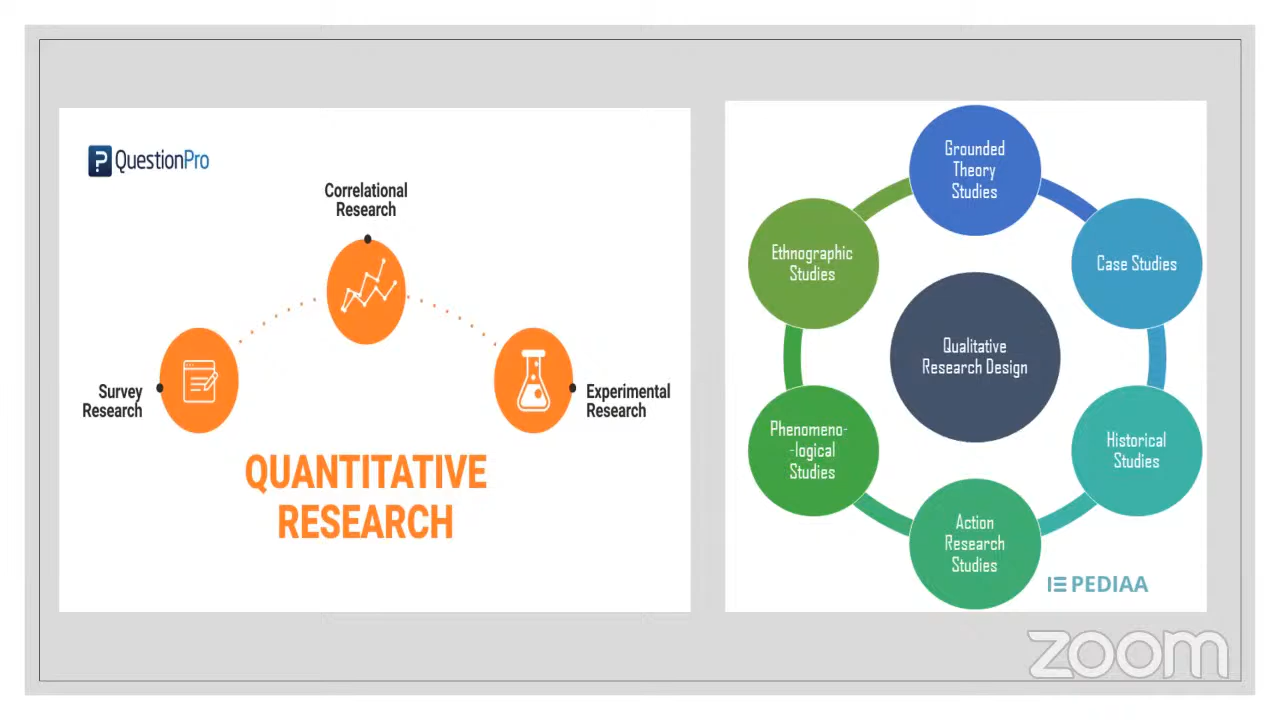 QuestionPro
Correlational
Research
Survey
Research
Experimental
Research
QUANTITATIVE
RESEARCH
Grounded
Theory
Studies
Case Studies
Historical
Studies
Action
Research
Studies
Phenomeno-
-logical
Studies
Ethnographic
Studies
Qualitative
Research Design
PEDIAA
zoom